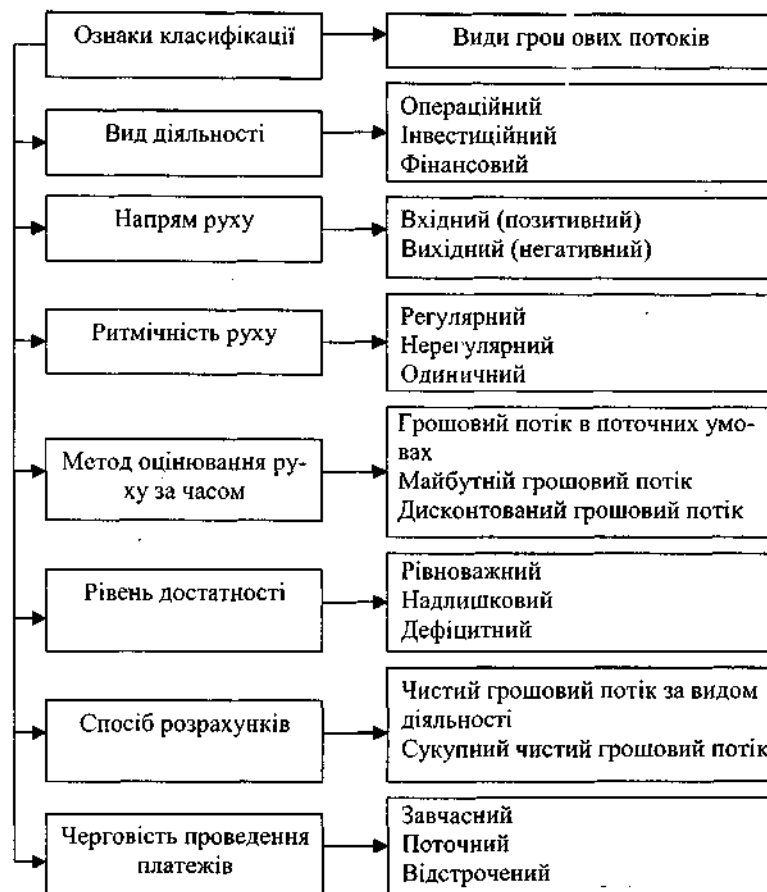 Ознаки класифікації
Види грошових потоків
Вид діяльності
Операційний
Інвестиційний
Фінансовий
Напрям руху
Вхідний (позитивний)
Вихідний (негативний)
Ритмічність руху
Регулярний
Нерегулярний
Одиничний
Метод оцінювання ру-
ху за часом
Грошовий потік в поточних умо-
вах
Майбутній грошовий потік
Дисконтований грошовий потік
Рівень достатності
Рівноважний
Надлишковий
Дефіцитний
Спосіб розрахунків
Чистий грошовий потік за видом
діяльності
Сукупний чистий грошовий потік
Черговість проведення
платежів
Завчасний
Поточний
Відстрочений